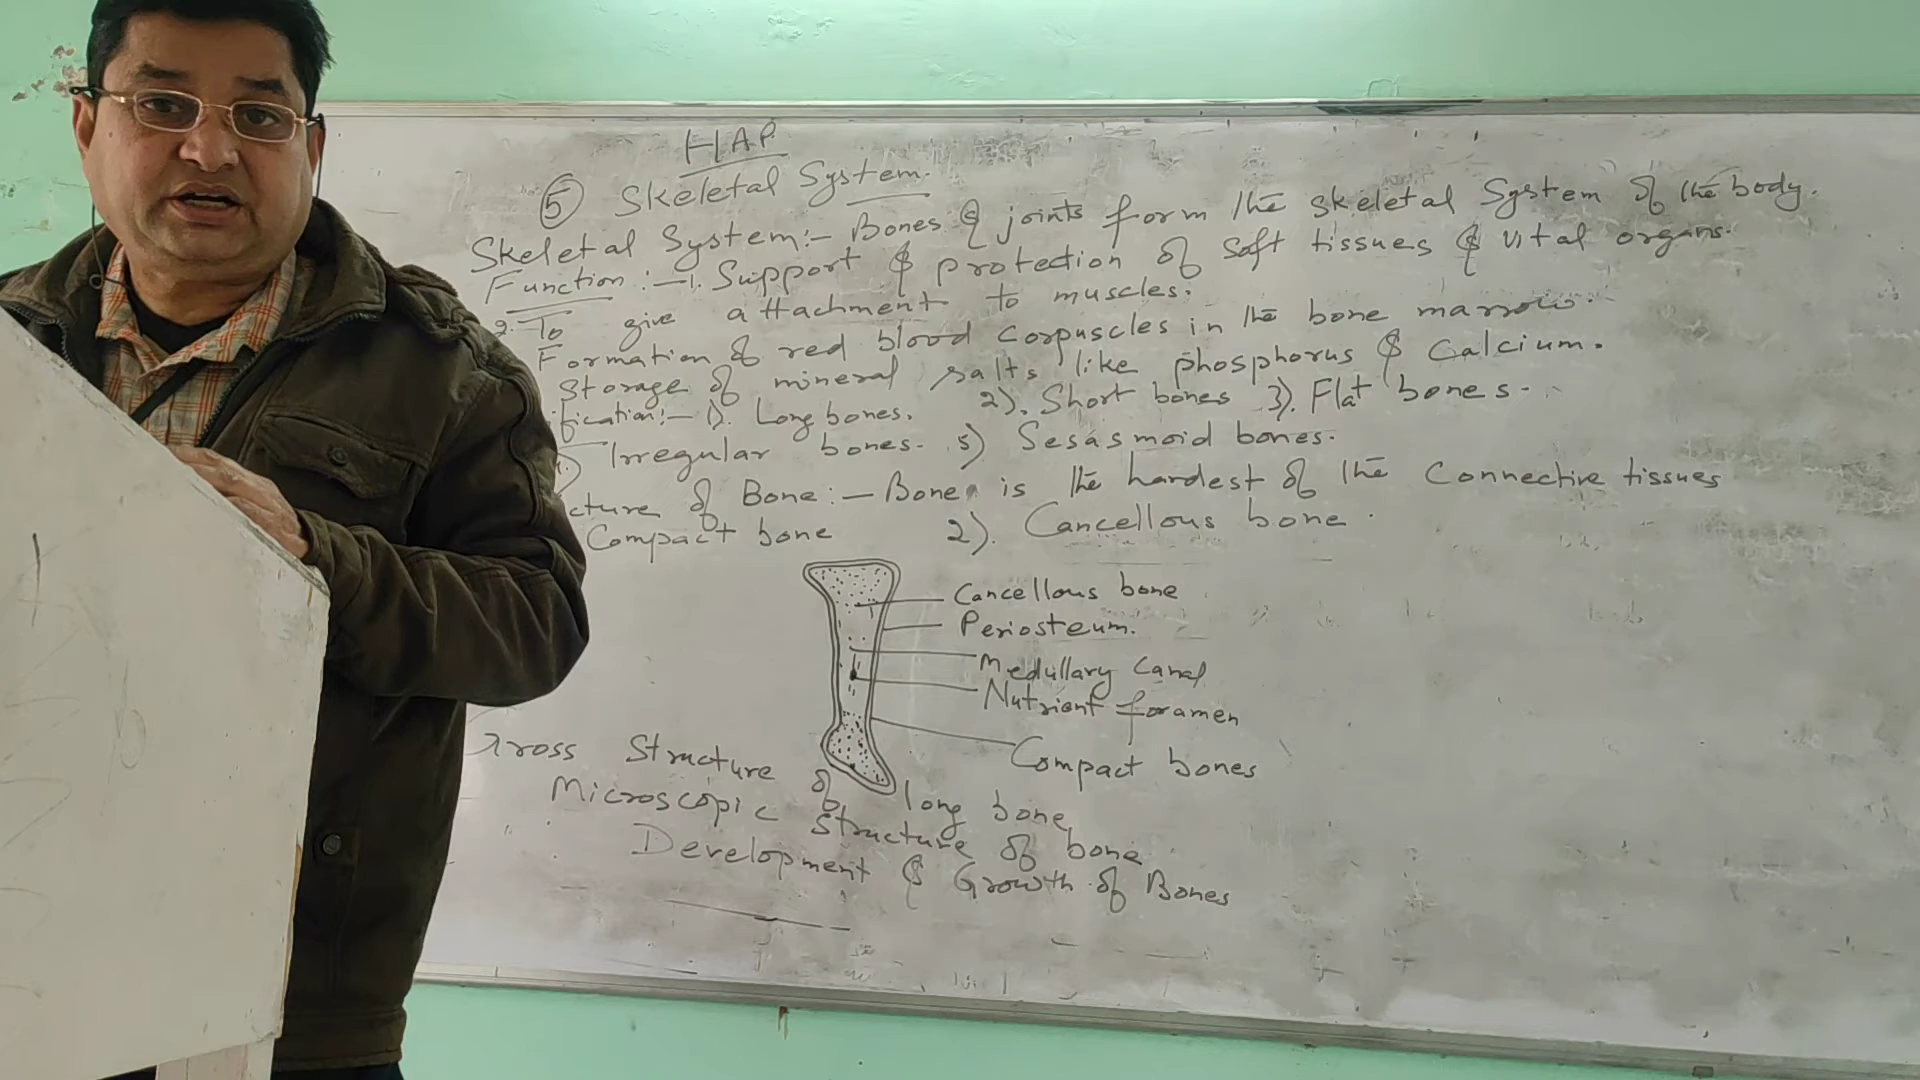 HAP
⑤ Skeletal System.
Skeletal System:- Bones & joints form the skeletal System of the body.
Function:-1. Support & protection of Soft tissues & vital organs.
2. To give attachment to muscles.
Formation of red blood corpuscles in the bone marrow.
Storage of mineral salts like phosphorus & Calcium.
ification:- 1). Long bones. 2). Short bones 3). Flat bones.
4.) Irregular bones. 5) Sesasmoid bones.
cture of Bone:- Bone is the hardest of the Connective tissues
Compact bone 2). Cancellous bone.
Cancellous bone
Periosteum.
Medullary Canal
Nutrient foramen
Compact bones
Gross Structure of long bone
Microscopic Structure of bone
Development & Growth of Bones